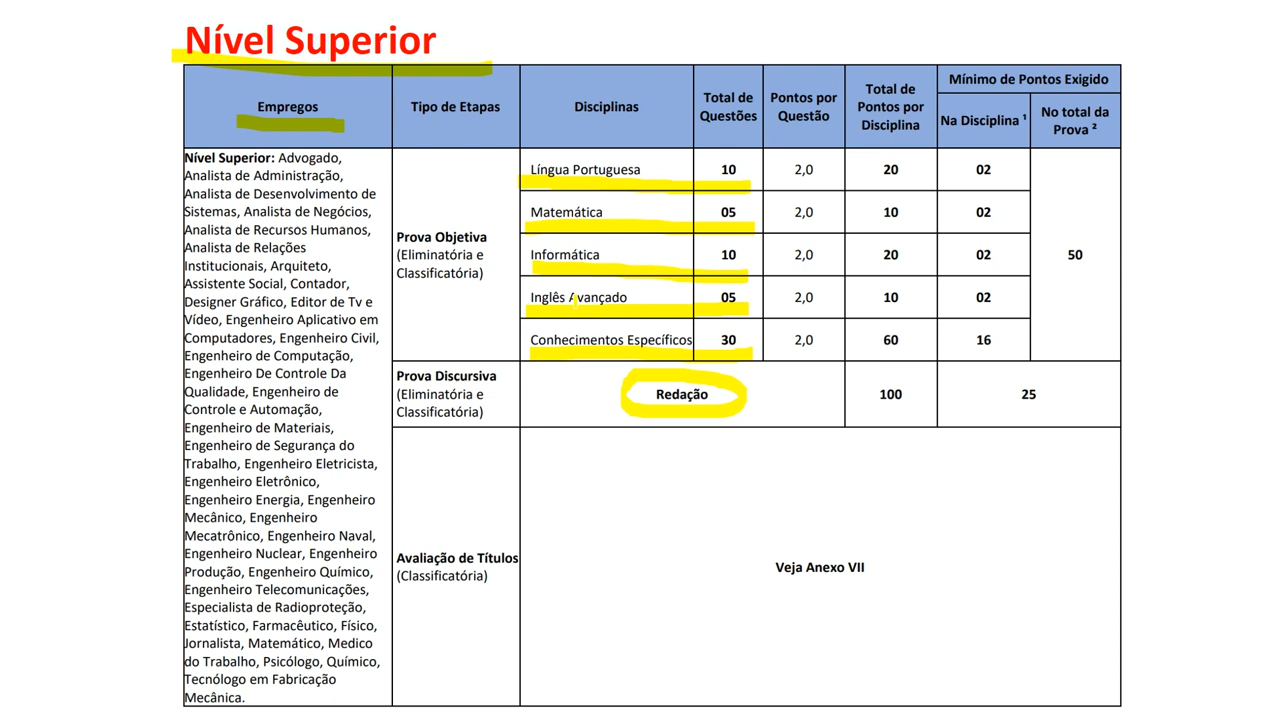 Nível Superior
Empregos
Tipo de Etapas
Disciplinas
Total de
Questões
Pontos por
Questão
Total de
Pontos por
Disciplina
Mínimo de Pontos Exigido
Na Disciplina ¹
No total da
Prova ²
Nível Superior: Advogado,
Analista de Administração,
Analista de Desenvolvimento de
Sistemas, Analista de Negócios,
Analista de Recursos Humanos,
Analista de Relações
Institucionais, Arquiteto,
Assistente Social, Contador,
Designer Gráfico, Editor de Tv e
Vídeo, Engenheiro Aplicativo em
Computadores, Engenheiro Civil,
Engenheiro de Computação,
Engenheiro De Controle Da
Qualidade, Engenheiro de
Controle e Automação,
Engenheiro de Materiais,
Engenheiro de Segurança do
Trabalho, Engenheiro Eletricista,
Engenheiro Eletrônico,
Engenheiro Energia, Engenheiro
Mecânico, Engenheiro
Mecatrônico, Engenheiro Naval,
Engenheiro Nuclear, Engenheiro
Produção, Engenheiro Químico,
Engenheiro Telecomunicações,
Especialista de Radioproteção,
Estatístico, Farmacêutico, Físico,
Jornalista, Matemático, Medico
do Trabalho, Psicólogo, Químico,
Tecnólogo em Fabricação
Mecânica.
Prova Objetiva
(Eliminatória e
Classificatória)
Língua Portuguesa 10 2,0 20 02
Matemática 05 2,0 10 02
Informática 10 2,0 20 02
Inglês Avançado 05 2,0 10 02
Conhecimentos Específicos 30 2,0 60 16
50
Prova Discursiva
(Eliminatória e
Classificatória)
Redação 100 25
Avaliação de Títulos
(Classificatória)
Veja Anexo VII